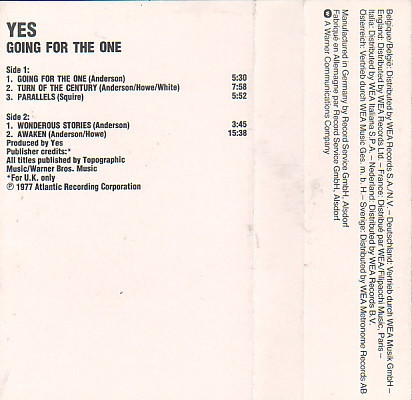 YES
GOING FOR THE ONE
Side 1:
1. GOING FOR THE ONE (Anderson) 5:30
2. TURN OF THE CENTURY (Anderson/Howe/White) 7:58
3. PARALLELS (Squire) 5:52
Side 2:
1. WONDEROUS STORIES (Anderson) 3:45
2. AWAKEN (Anderson/Howe) 15:38
Produced by Yes
Publisher credits:*
All titles published by Topographic
Music/Warner Bros. Music
*For U.K. only
Ⓟ 1977 Atlantic Recording Corporation
Belgique/België: Distributed by WEA Records S.A./N.V. – Deutschland: Vertrieb durch WEA Musik GmbH –
England: Distributed by WEA Records Ltd. – France: Distribué par WEA/Filipacchi Music, Paris –
Italia: Distributed by WEA Italiana S.P.A. – Nederland: Distributed by WEA Records B.V.
Österreich: Vertrieb durch WEA Music Ges. m. b. H. – Sverige: Distributed by WEA Metronome Records AB
Manufactured in Germany by Record Service GmbH, Alsdorf
Fabriqué en Allemagne par Record Service GmbH, Alsdorf
A Warner Communications Company